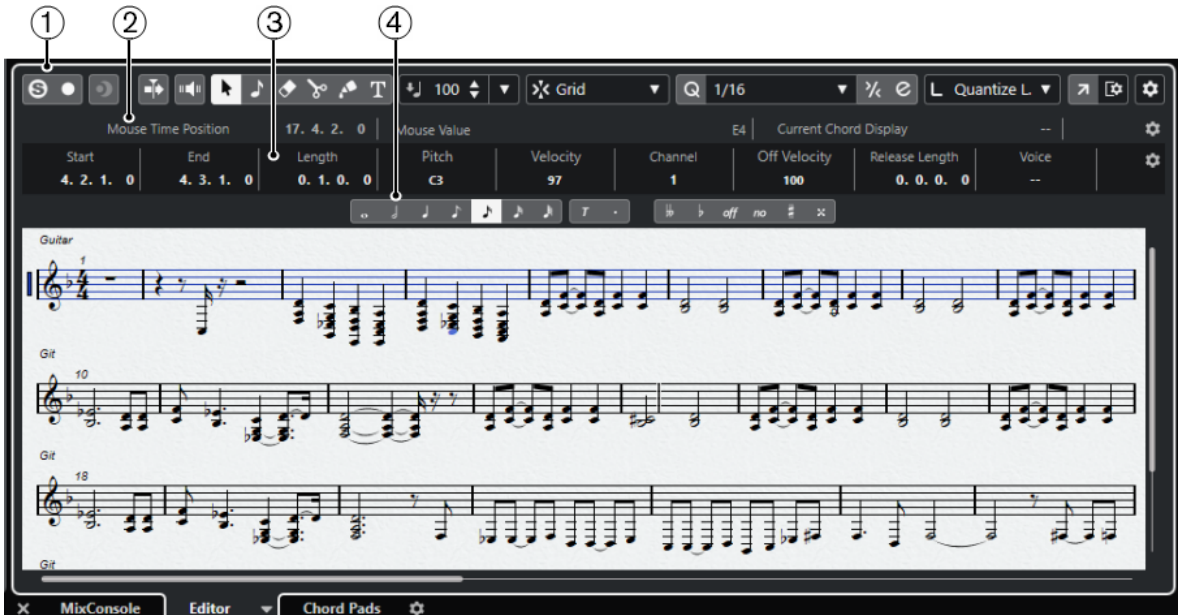 1 2 3 4
S T 100 Grid Q 1/16 L Quantize L.
Mouse Time Position 17. 4. 2. 0 Mouse Value E4 Current Chord Display --
Start End Length Pitch Velocity Channel Off Velocity Release Length Voice
4. 2. 1. 0 4. 3. 1. 0 0. 1. 0. 0 C3 97 1 100 0. 0. 0. 0 --
T . off no
Guitar
1
4
4
Git
10
Git
18
Git
MixConsole Editor Chord Pads